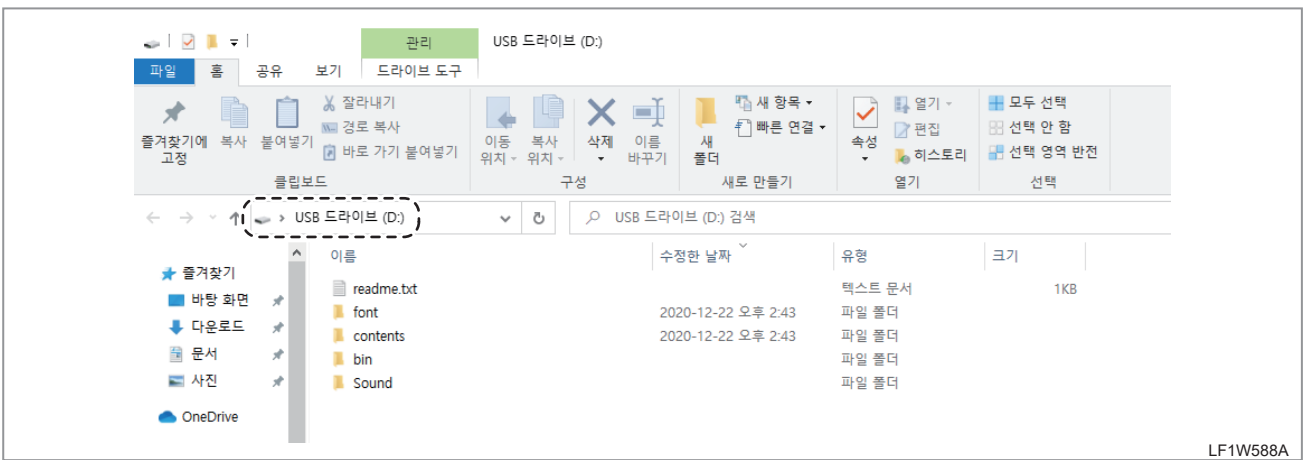 관리 USB 드라이브 (D:)
파일 홈 공유 보기 드라이브 도구
즐겨찾기에 고정
복사
붙여넣기
잘라내기
경로 복사
바로 가기 붙여넣기
클립보드
이동 위치
복사 위치
삭제
이름 바꾸기
구성
새 폴더
새 항목
빠른 연결
새로 만들기
속성
열기
편집
히스토리
열기
모두 선택
선택 안 함
선택 영역 반전
선택
USB 드라이브 (D:)
USB 드라이브 (D:) 검색
즐겨찾기
바탕 화면
다운로드
문서
사진
OneDrive
이름 수정한 날짜 유형 크기
readme.txt 텍스트 문서 1KB
font 2020-12-22 오후 2:43 파일 폴더
contents 2020-12-22 오후 2:43 파일 폴더
bin 파일 폴더
Sound 파일 폴더
LF1W588A